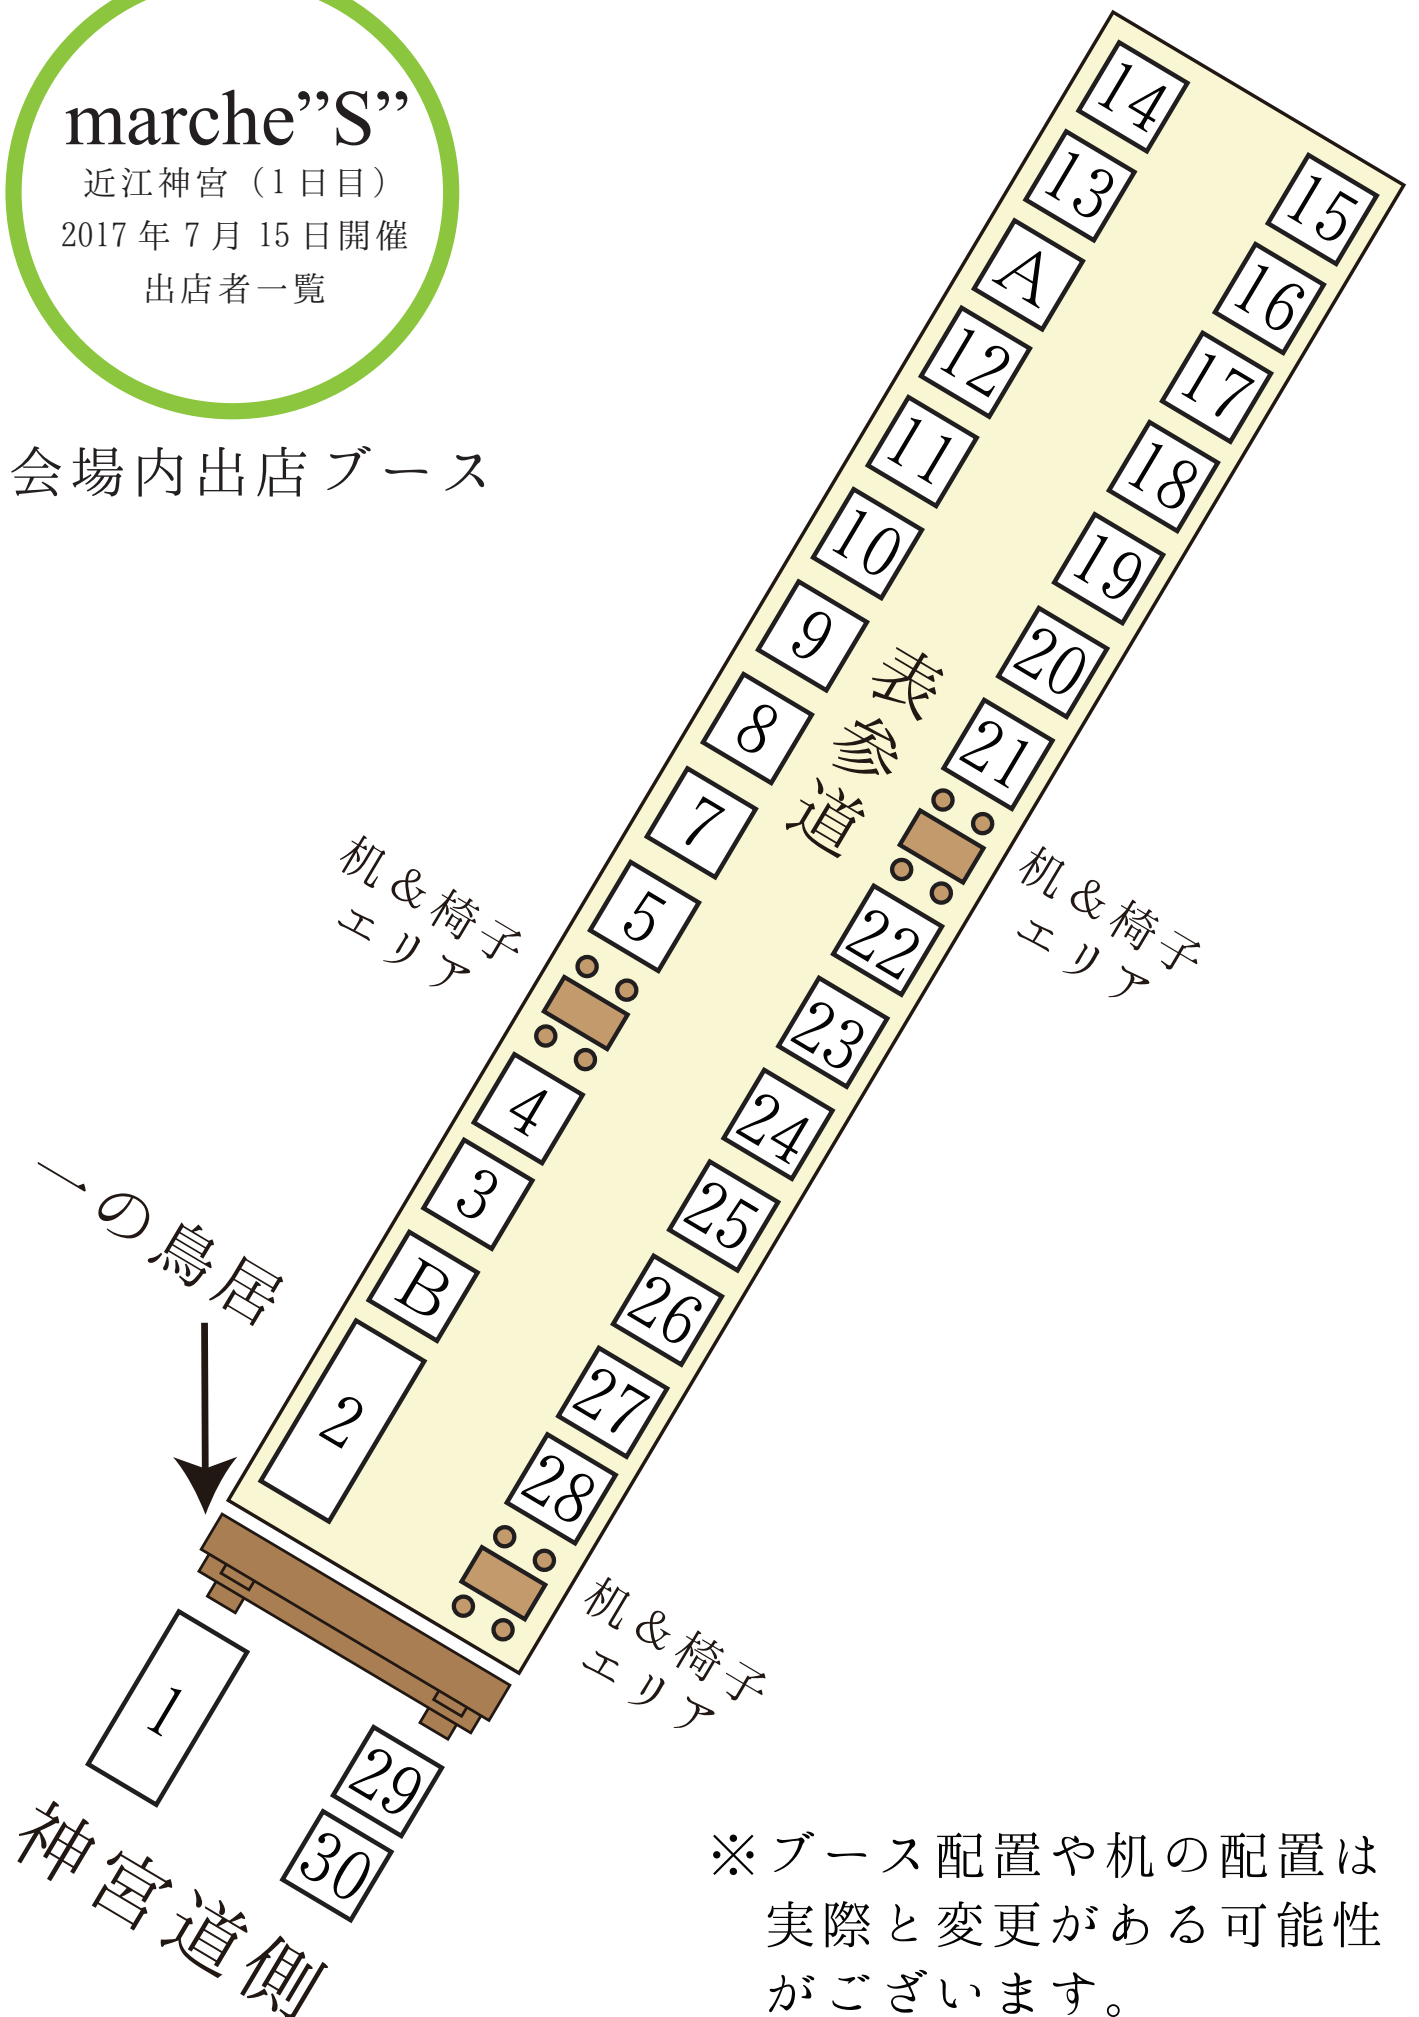 marche”S”
近江神宮（1日目）
2017年7月15日開催
出店者一覧
会場内出店ブース
14
13
A
12
11
10
9
8
7
5
4
3
B
2
1
15
16
17
18
19
20
21
22
23
24
25
26
27
28
29
30
表参道
机＆椅子
エリア
机＆椅子
エリア
机＆椅子
エリア
一の鳥居
神宮道側
※ブース配置や机の配置は
実際と変更がある可能性
がございます。